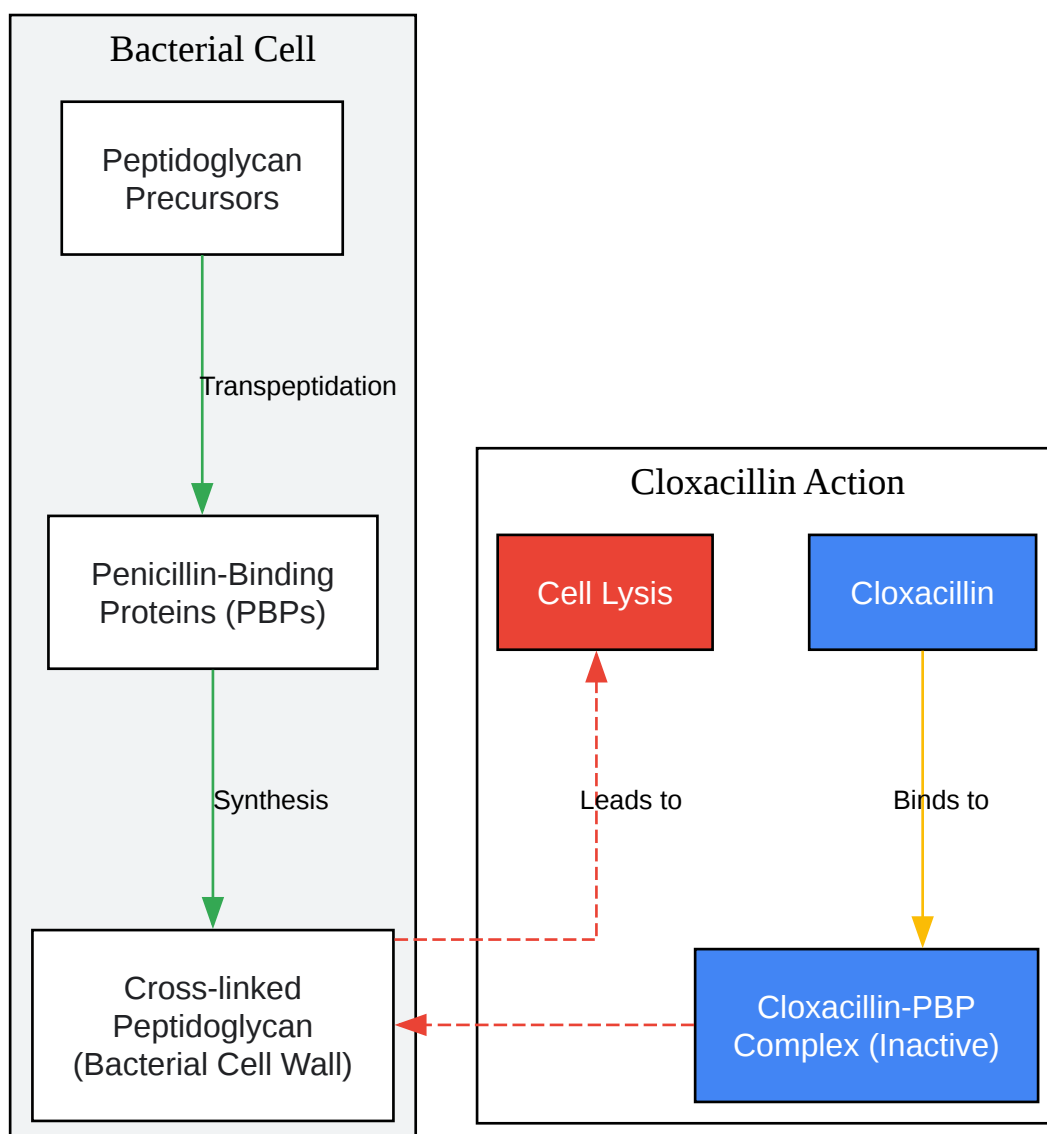 Bacterial Cell
Peptidoglycan
Precursors
Transpeptidation
Penicillin-Binding
Proteins (PBPs)
Synthesis
Cross-linked
Peptidoglycan
(Bacterial Cell Wall)
Cloxacillin Action
Cell Lysis
Cloxacillin
Leads to
Binds to
Cloxacillin-PBP
Complex (Inactive)